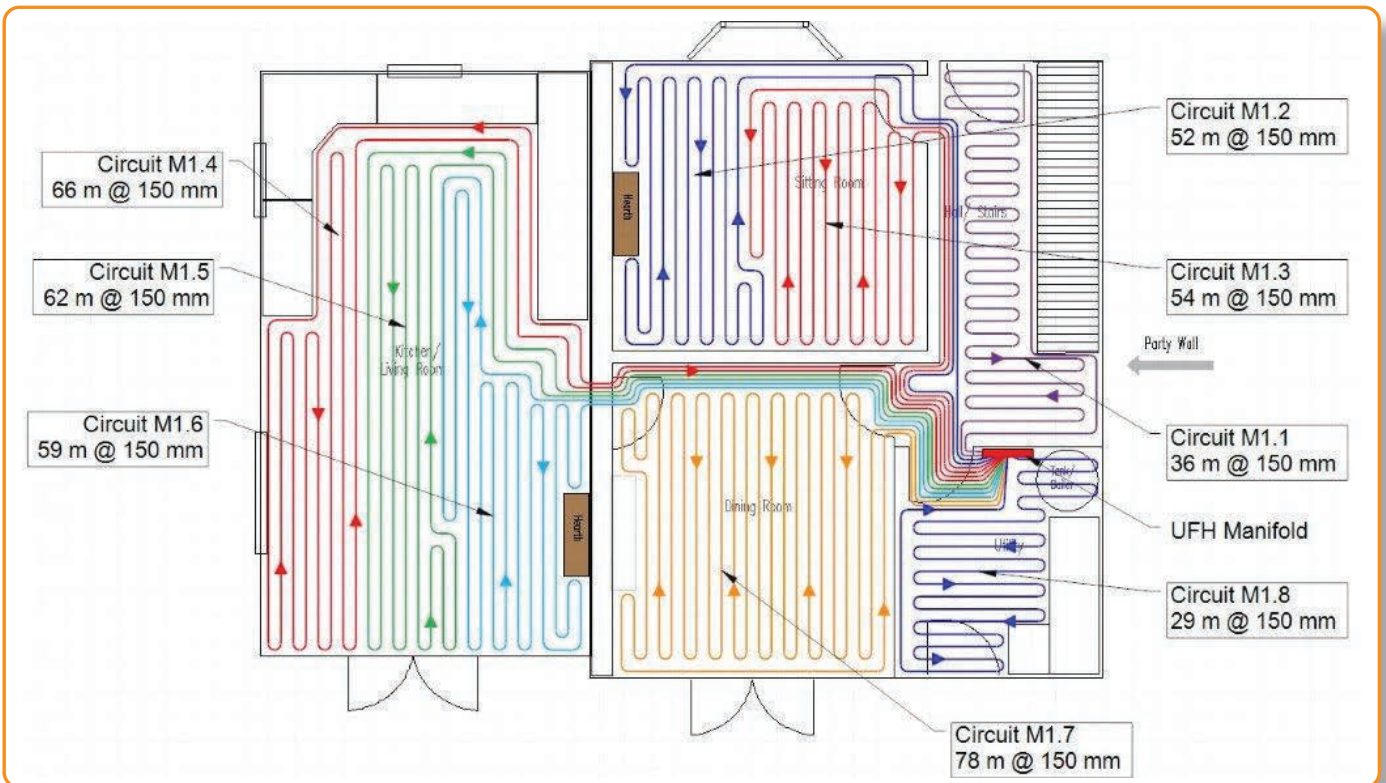 Circuit M1.4
66 m @ 150 mm
Circuit M1.5
62 m @ 150 mm
Circuit M1.6
59 m @ 150 mm
Kitchen/
Living Room
Hearth
Hearth
Sitting Room
Hall/ Stairs
Dining Room
Tank/
Boiler
Utility
Party Wall
Circuit M1.2
52 m @ 150 mm
Circuit M1.3
54 m @ 150 mm
Circuit M1.1
36 m @ 150 mm
UFH Manifold
Circuit M1.8
29 m @ 150 mm
Circuit M1.7
78 m @ 150 mm